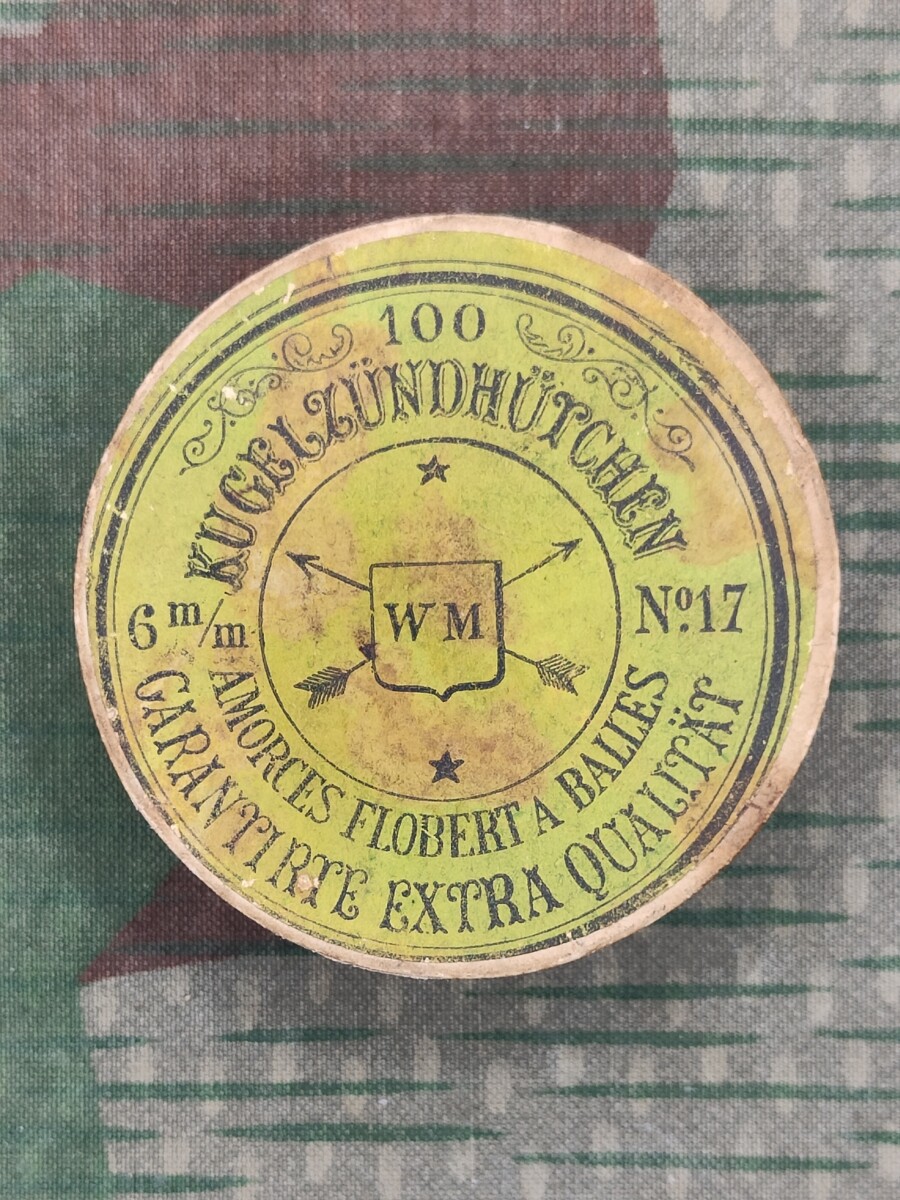 100
KUGELZÜNDHÜTCHEN
6 m/m
WM
No. 17
AMORCES FLOBERT A BALLES
GARANTIRTE EXTRA QUALITÄT